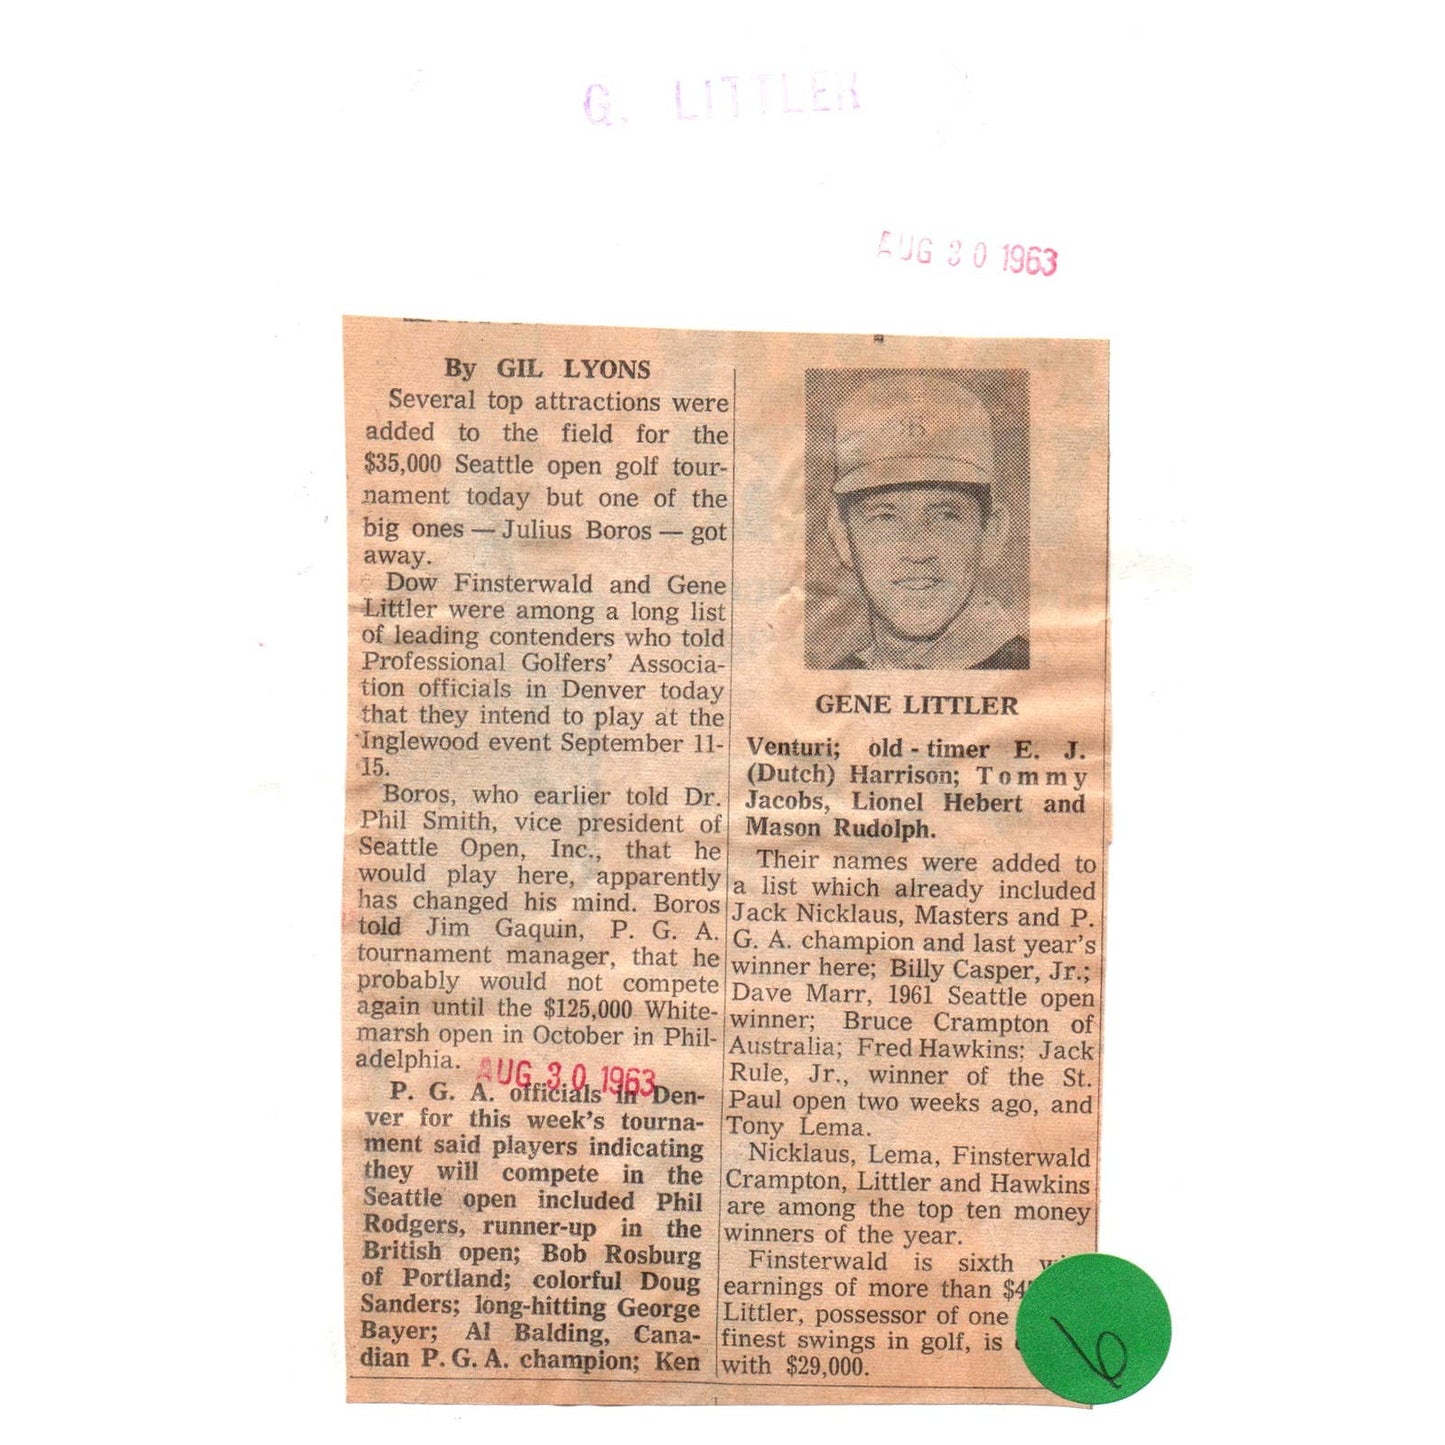 G. LITTLER
AUG 30 1963
By GIL LYONS
Several top attractions were
added to the field for the
$35,000 Seattle open golf tour-
nament today but one of the
big ones — Julius Boros — got
away.
Dow Finsterwald and Gene
Littler were among a long list
of leading contenders who told
Professional Golfers' Associa-
tion officials in Denver today
that they intend to play at the
Inglewood event September 11-
15.
Boros, who earlier told Dr.
Phil Smith, vice president of
Seattle Open, Inc., that he
would play here, apparently
has changed his mind. Boros
told Jim Gaquin, P. G. A.
tournament manager, that he
probably would not compete
again until the $125,000 White-
marsh open in October in Phil-
adelphia.
AUG 30 1963
P. G. A. officials in Den-
ver for this week's tourna-
ment said players indicating
they will compete in the
Seattle open included Phil
Rodgers, runner-up in the
British open; Bob Rosburg
of Portland; colorful Doug
Sanders; long-hitting George
Bayer; Al Balding, Cana-
dian P. G. A. champion; Ken
GENE LITTLER
Venturi; old-timer E. J.
(Dutch) Harrison; Tommy
Jacobs, Lionel Hebert and
Mason Rudolph.
Their names were added to
a list which already included
Jack Nicklaus, Masters and P.
G. A. champion and last year's
winner here; Billy Casper, Jr.;
Dave Marr, 1961 Seattle open
winner; Bruce Crampton of
Australia; Fred Hawkins; Jack
Rule, Jr., winner of the St.
Paul open two weeks ago, and
Tony Lema.
Nicklaus, Lema, Finsterwald
Crampton, Littler and Hawkins
are among the top ten money
winners of the year.
Finsterwald is sixth
earnings of more than
Littler, possessor of one
finest swings in golf, is
with $29,000.
6